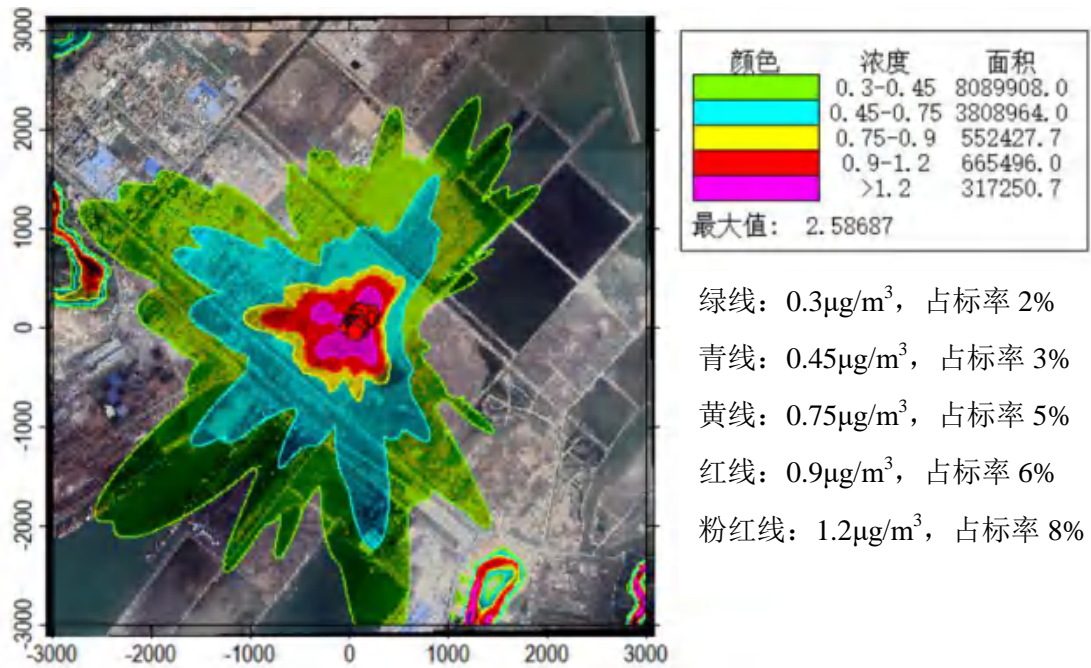 3000
2000
1000
0
-1000
-2000
-3000
-3000 -2000 -1000 0 1000 2000 3000
颜色 浓度 面积
0.3-0.45 8089908.0
0.45-0.75 3808964.0
0.75-0.9 552427.7
0.9-1.2 665496.0
>1.2 317250.7
最大值: 2.58687
绿线：0.3μg/m³，占标率 2%
青线：0.45μg/m³，占标率 3%
黄线：0.75μg/m³，占标率 5%
红线：0.9μg/m³，占标率 6%
粉红线：1.2μg/m³，占标率 8%